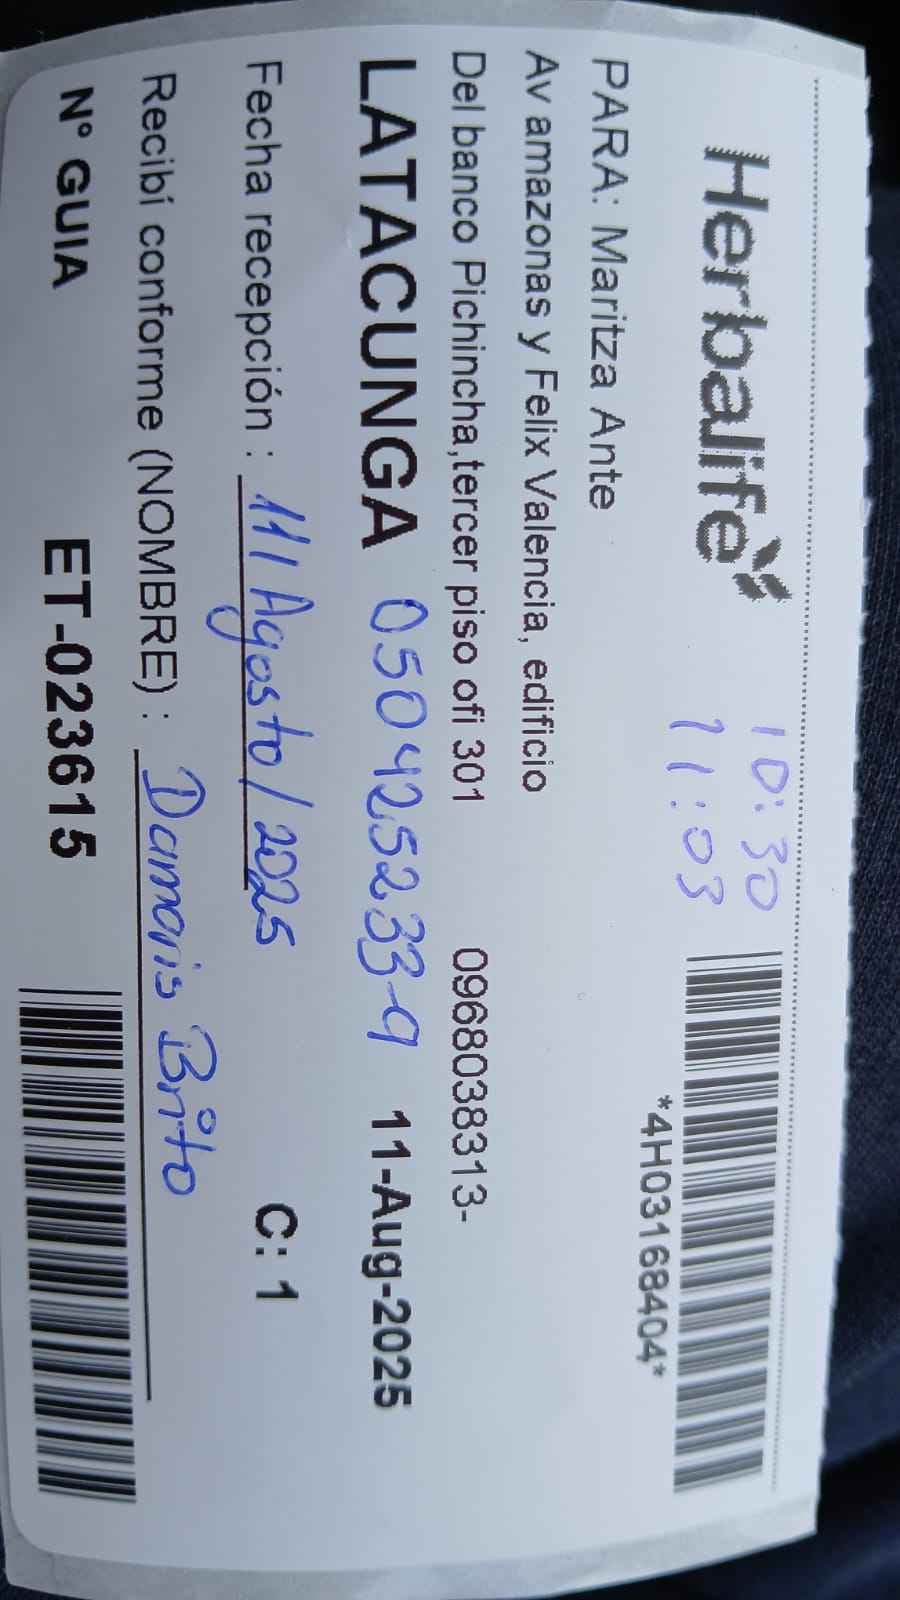 Herbalife
10:30
11:03
*4H03168404*
PARA: Maritza Ante
Av amazonas y Felix Valencia, edificio
Del banco Pichincha,tercer piso ofi 301 0968038313-
LATACUNGA 050425233-9 11-Aug-2025
Fecha recepción : 11/Agosto/2025 C: 1
Recibí conforme (NOMBRE) : Damaris Brito
N° GUIA ET-023615